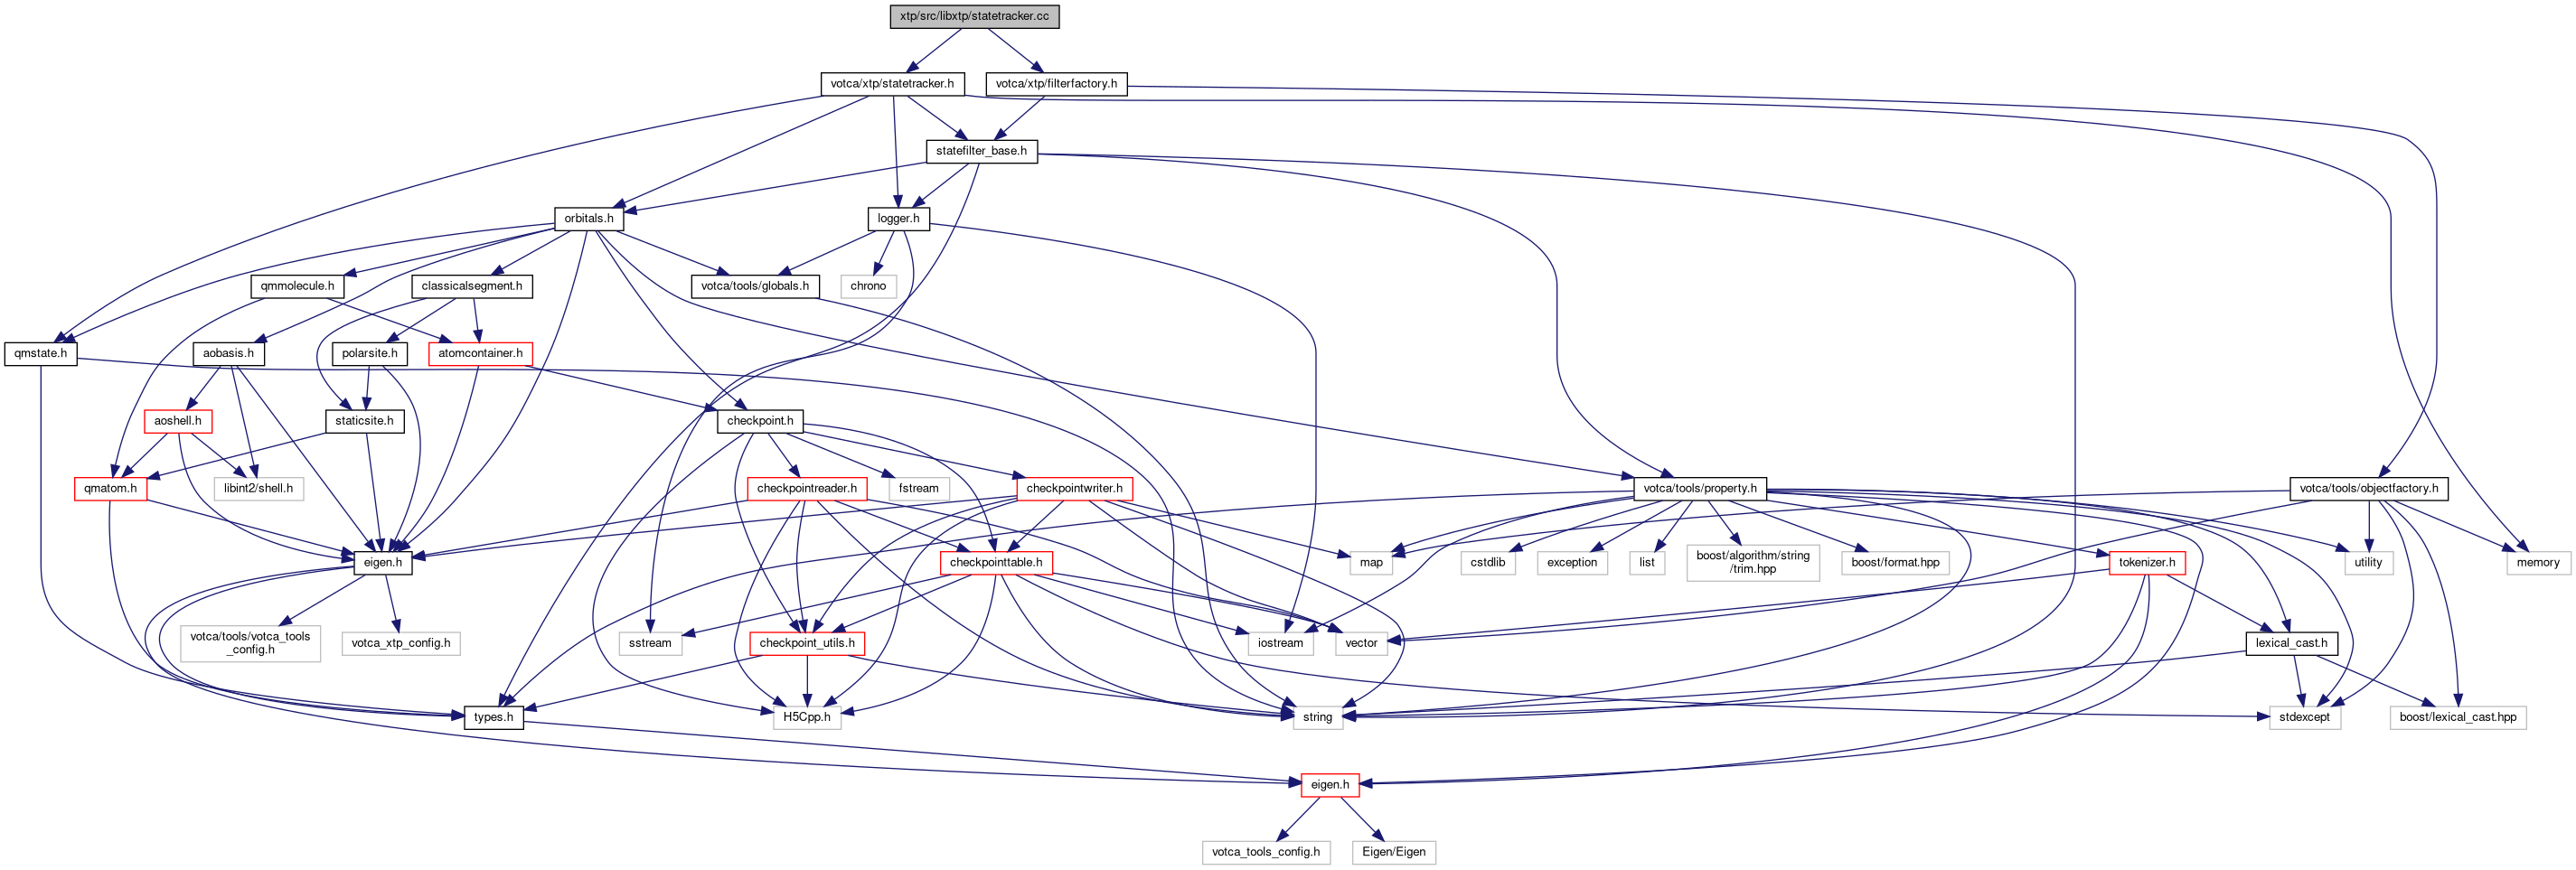 xtp/src/libxtp/statetracker.cc
votca/xtp/statetracker.h
votca/xtp/filterfactory.h
statefilter_base.h
orbitals.h
logger.h
qmmolecule.h
classicalsegment.h
votca/tools/globals.h
chrono
qmstate.h
aobasis.h
polarsite.h
atomcontainer.h
aoshell.h
staticsite.h
checkpoint.h
qmatom.h
libint2/shell.h
checkpointreader.h
fstream
checkpointwriter.h
votca/tools/property.h
votca/tools/objectfactory.h
eigen.h
checkpointtable.h
map
cstdlib
exception
list
boost/algorithm/string
/trim.hpp
boost/format.hpp
tokenizer.h
utility
memory
votca/tools/votca_tools
_config.h
votca_xtp_config.h
sstream
checkpoint_utils.h
iostream
vector
lexical_cast.h
types.h
H5Cpp.h
string
stdexcept
boost/lexical_cast.hpp
eigen.h
votca_tools_config.h
Eigen/Eigen